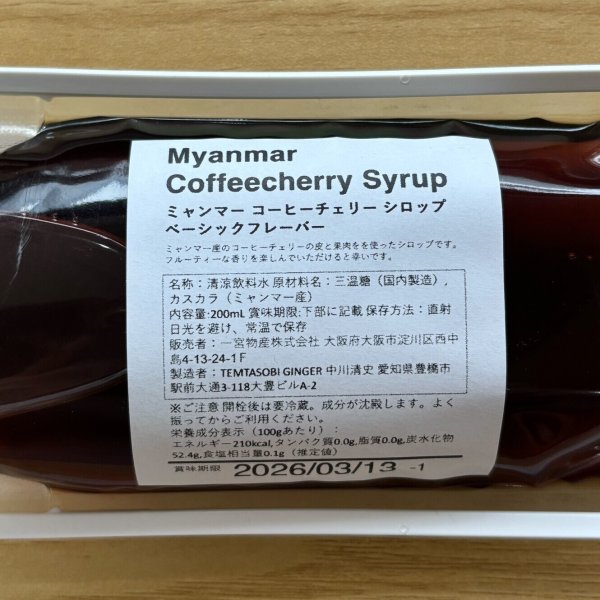 Myanmar
Coffeecherry Syrup
ミャンマー コーヒーチェリー シロップ
ベーシックフレーバー
ミャンマー産のコーヒーチェリーの皮と果肉をを使ったシロップです。
フルーティーな香りを楽しんでいただけると幸いです。
名称：清涼飲料水 原材料名：三温糖（国内製造）,
カスカラ（ミャンマー産）
内容量:200mL 賞味期限:下部に記載 保存方法：直射
日光を避け、常温で保存
販売者：一宮物産株式会社 大阪府大阪市淀川区西中
島4-13-24-1Ｆ
製造者：TEMTASOBI GINGER 中川清史 愛知県豊橋市
駅前大通3-118大豊ビルA-2
※ご注意 開栓後は要冷蔵。成分が沈殿します。よく
振ってからご利用ください。
栄養成分表示（100gあたり）：
エネルギー210kcal,タンパク質0.0g,脂質0.0g,炭水化物
52.4g,食塩相当量0.1g（推定値）
賞味期限 2026/03/13 -1